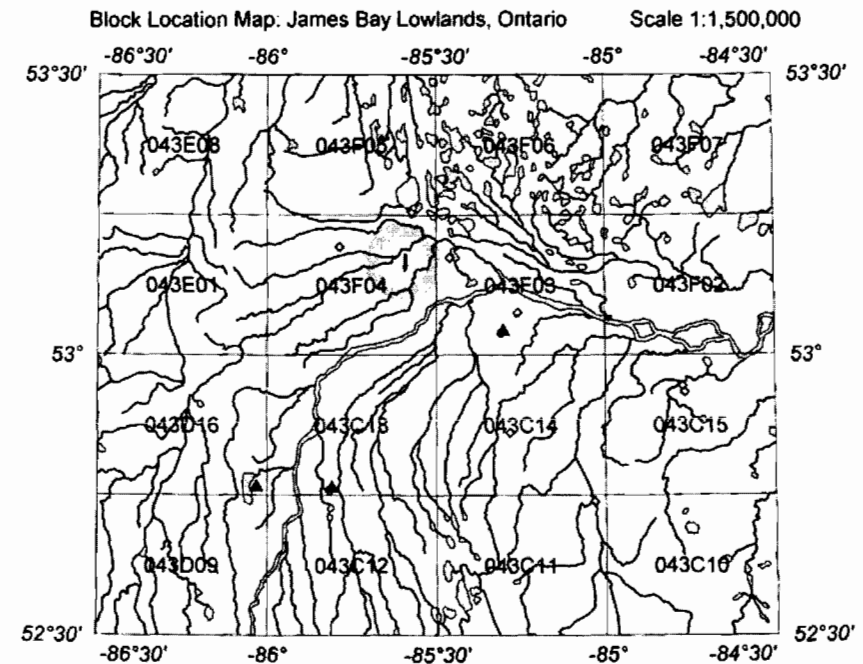 Block Location Map: James Bay Lowlands, Ontario Scale 1:1,500,000
-86°30' -86° -85°30' -85° -84°30'
53°30' 53°30'
043E08 043F05 043F06 043F07
043E01 043F04 043F03 043F02
53° 53°
043D16 043C13 043C14 043C15
043D09 043C12 043C11 043C10
52°30' 52°30'
-86°30' -86° -85°30' -85° -84°30'